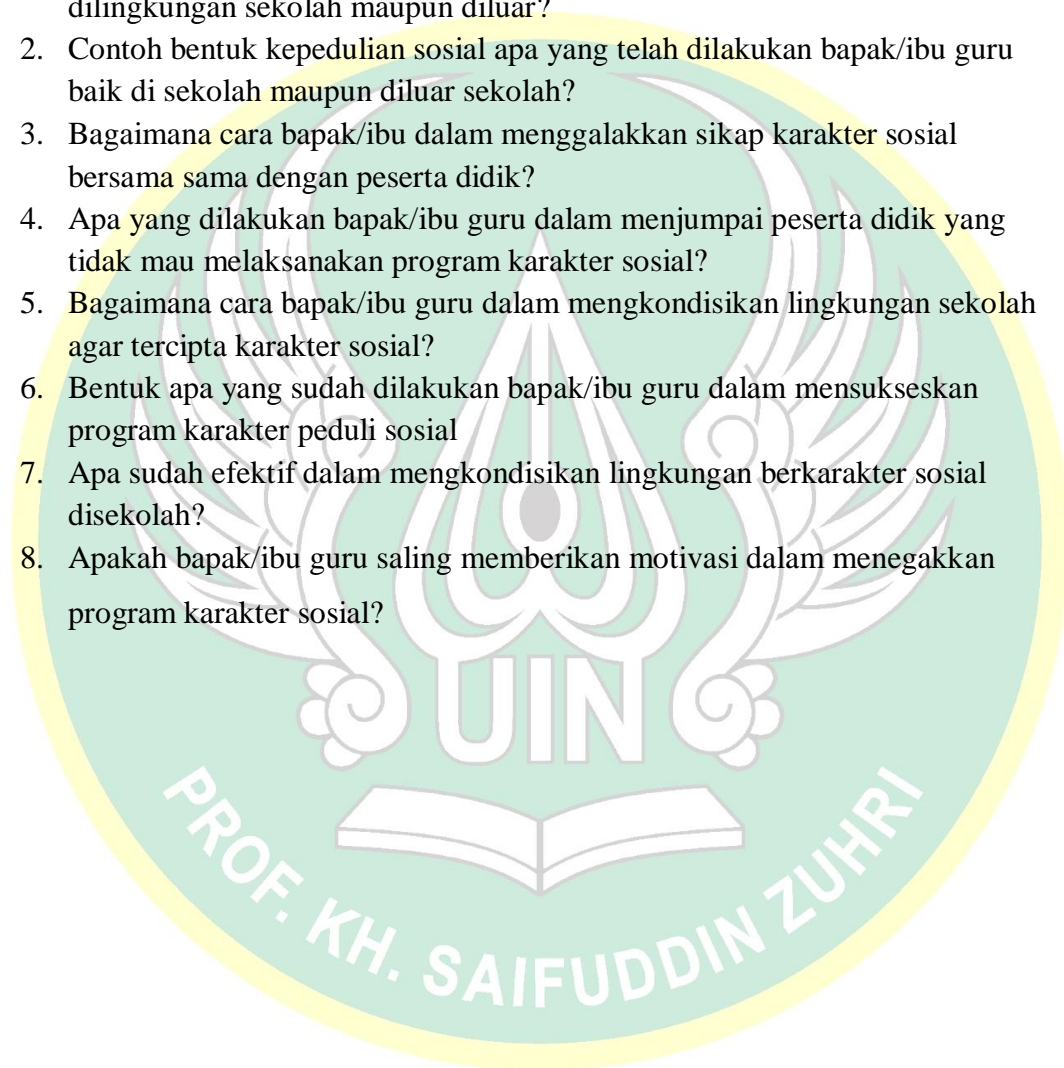 dilingkungan sekolah maupun diluar?
2. Contoh bentuk kepedulian sosial apa yang telah dilakukan bapak/ibu guru
baik di sekolah maupun diluar sekolah?
3. Bagaimana cara bapak/ibu dalam menggalakkan sikap karakter sosial
bersama sama dengan peserta didik?
4. Apa yang dilakukan bapak/ibu guru dalam menjumpai peserta didik yang
tidak mau melaksanakan program karakter sosial?
5. Bagaimana cara bapak/ibu guru dalam mengkondisikan lingkungan sekolah
agar tercipta karakter sosial?
6. Bentuk apa yang sudah dilakukan bapak/ibu guru dalam mensukseskan
program karakter peduli sosial
7. Apa sudah efektif dalam mengkondisikan lingkungan berkarakter sosial
disekolah?
8. Apakah bapak/ibu guru saling memberikan motivasi dalam menegakkan
program karakter sosial?
UIN
PROF. KH. SAIFUDDIN ZUHRI